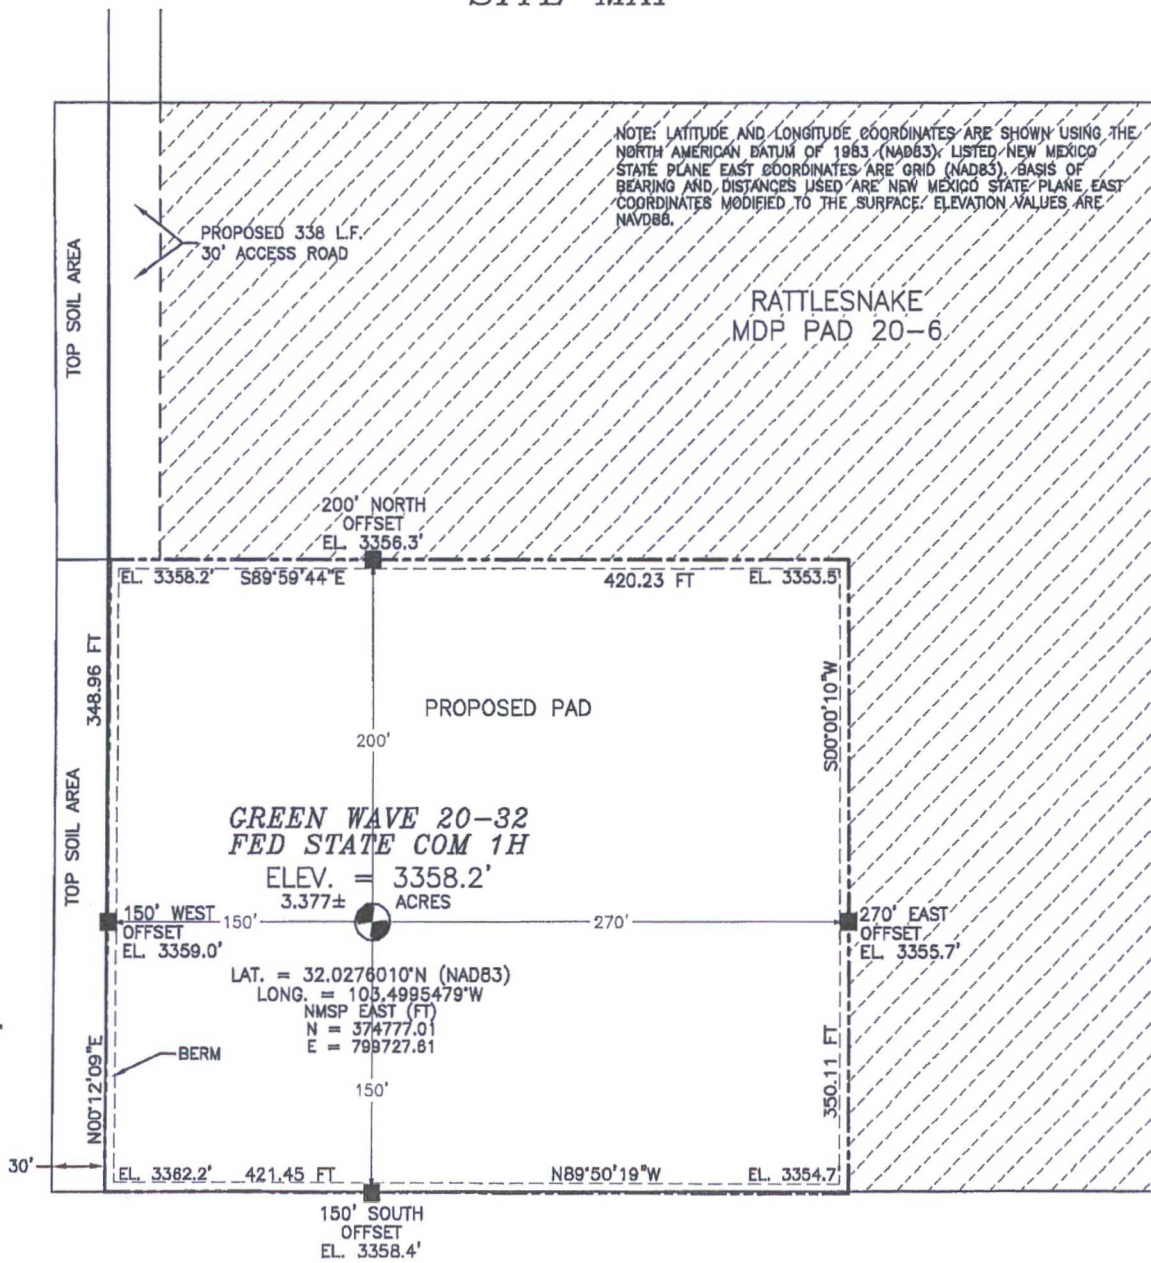 SITE MAP
NOTE: LATITUDE AND LONGITUDE COORDINATES ARE SHOWN USING THE
NORTH AMERICAN DATUM OF 1983 (NAD83). LISTED NEW MEXICO
STATE PLANE EAST COORDINATES ARE GRID (NAD83). BASIS OF
BEARING AND DISTANCES USED ARE NEW MEXICO STATE PLANE EAST
COORDINATES MODIFIED TO THE SURFACE. ELEVATION VALUES ARE
NAVD88.
PROPOSED 338 L.F.
30' ACCESS ROAD
TOP SOIL AREA
RATTLESNAKE
MDP PAD 20-6
200' NORTH
OFFSET
EL. 3356.3'
EL. 3358.2'
S89°59'44"E
420.23 FT
EL. 3353.5'
348.96 FT
S00°00'10"W
PROPOSED PAD
200'
TOP SOIL AREA
GREEN WAVE 20-32
FED STATE COM 1H
ELEV. = 3358.2'
3.377± ACRES
150' WEST
OFFSET
EL. 3359.0'
150'
270'
270' EAST
OFFSET
EL. 3355.7'
LAT. = 32.0276010°N (NAD83)
LONG. = 103.4995479°W
NMSP EAST (FT)
N = 374777.01
E = 799727.61
BERM
N00°12'09"E
150'
350.11 FT
30'
EL. 3362.2'
421.45 FT
N89°50'19"W
EL. 3354.7'
150' SOUTH
OFFSET
EL. 3358.4'